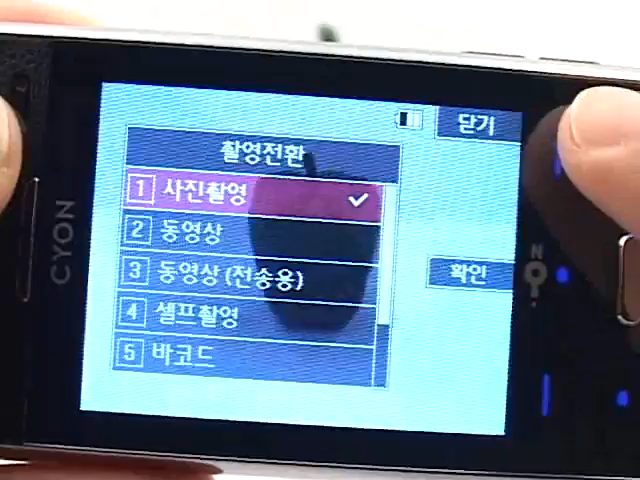 닫기
촬영전환
1 사진촬영
2 동영상
3 동영상(전송용)
4 셀프촬영
5 바코드
확인
CYON
N